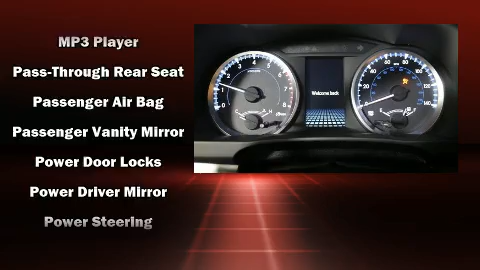 MP3 Player
Pass-Through Rear Seat
Passenger Air Bag
Passenger Vanity Mirror
Power Door Locks
Power Driver Mirror
Power Steering
Welcome back